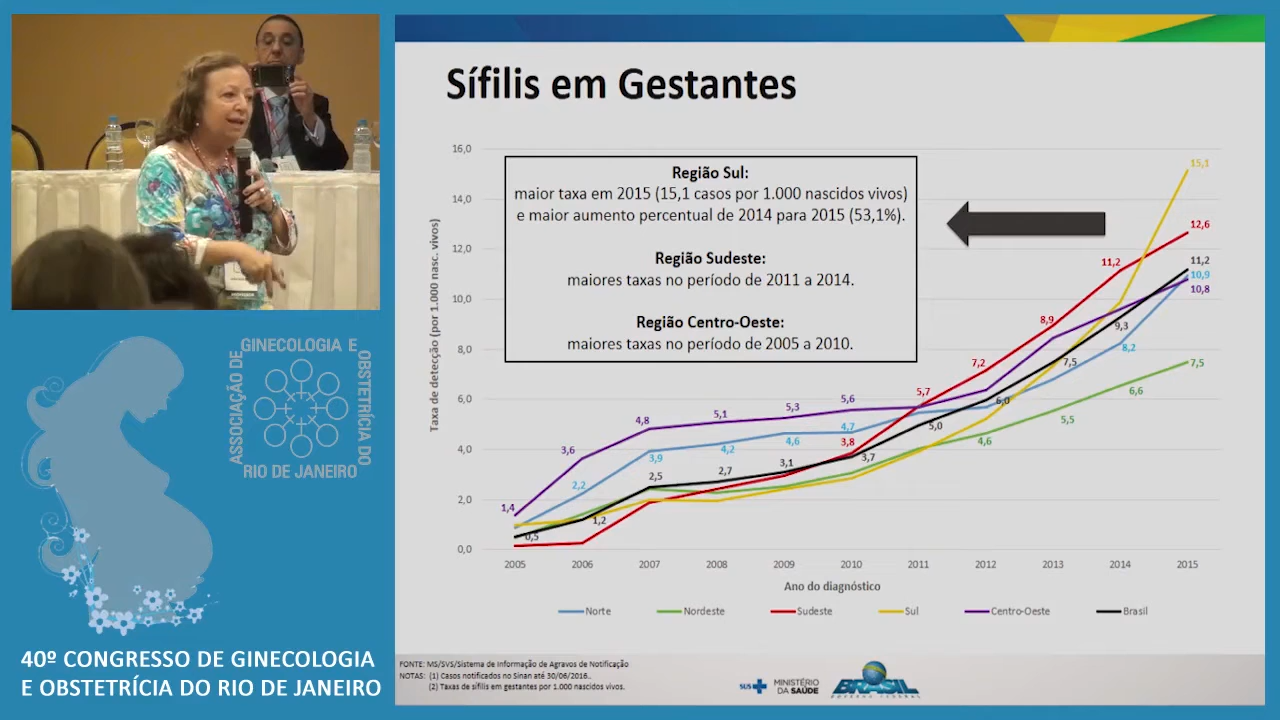 Sífilis em Gestantes
Região Sul:
maior taxa em 2015 (15,1 casos por 1.000 nascidos vivos)
e maior aumento percentual de 2014 para 2015 (53,1%).
Região Sudeste:
maiores taxas no período de 2011 a 2014.
Região Centro-Oeste:
maiores taxas no período de 2005 a 2010.
Taxa de detecção (por 1.000 nasc. vivos)
16,0
14,0
12,0
10,0
8,0
6,0
4,0
2,0
0,0
1,4
3,6
4,8
5,1
5,3
5,6
5,7
7,2
8,9
11,2
15,1
12,6
11,2
10,9
10,8
2,2
3,9
4,2
4,6
4,7
3,8
8,2
9,3
7,5
6,0
5,0
3,7
3,1
2,7
2,5
1,2
0,5
4,6
5,5
6,6
7,5
2005 2006 2007 2008 2009 2010 2011 2012 2013 2014 2015
Ano do diagnóstico
Norte Nordeste Sudeste Sul Centro-Oeste Brasil
FONTE: MS/SVS/Sistema de Informação de Agravos de Notificação
NOTAS: (1) Casos notificados no Sinan até 30/06/2016..
(2) Taxas de sífilis em gestantes por 1.000 nascidos vivos.
SUS
MINISTÉRIO
DA SAÚDE
BRASIL
GOVERNO FEDERAL
ASSOCIAÇÃO DE
GINECOLOGIA E
OBSTETRÍCIA DO
RIO DE JANEIRO
40º CONGRESSO DE GINECOLOGIA
E OBSTETRÍCIA DO RIO DE JANEIRO